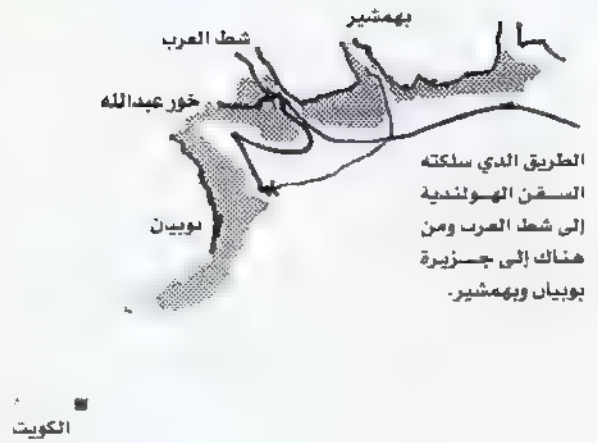 بهمشير
شط العرب
خور عبدالله
الطريق الذي سلكته
السفن الهولندية
إلى شط العرب ومن
هناك إلى جزيرة
بوبيان وبهمشير.
بوبيان
الكويت